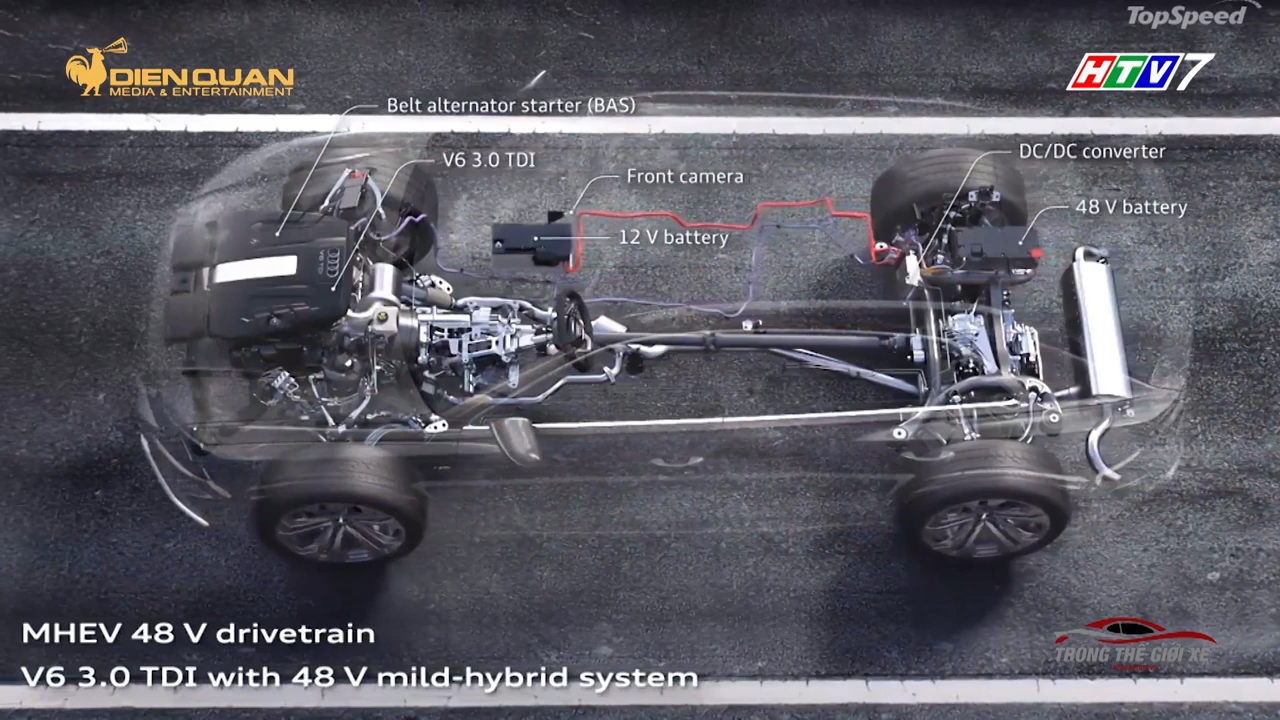 TopSpeed
DIEN QUAN
MEDIA & ENTERTAINMENT
HTV7
Belt alternator starter (BAS)
V6 3.0 TDI
Front camera
DC/DC converter
12 V battery
48 V battery
MHEV 48 V drivetrain
V6 3.0 TDI with 48 V mild-hybrid system
TRONG THẾ GIỚI XE